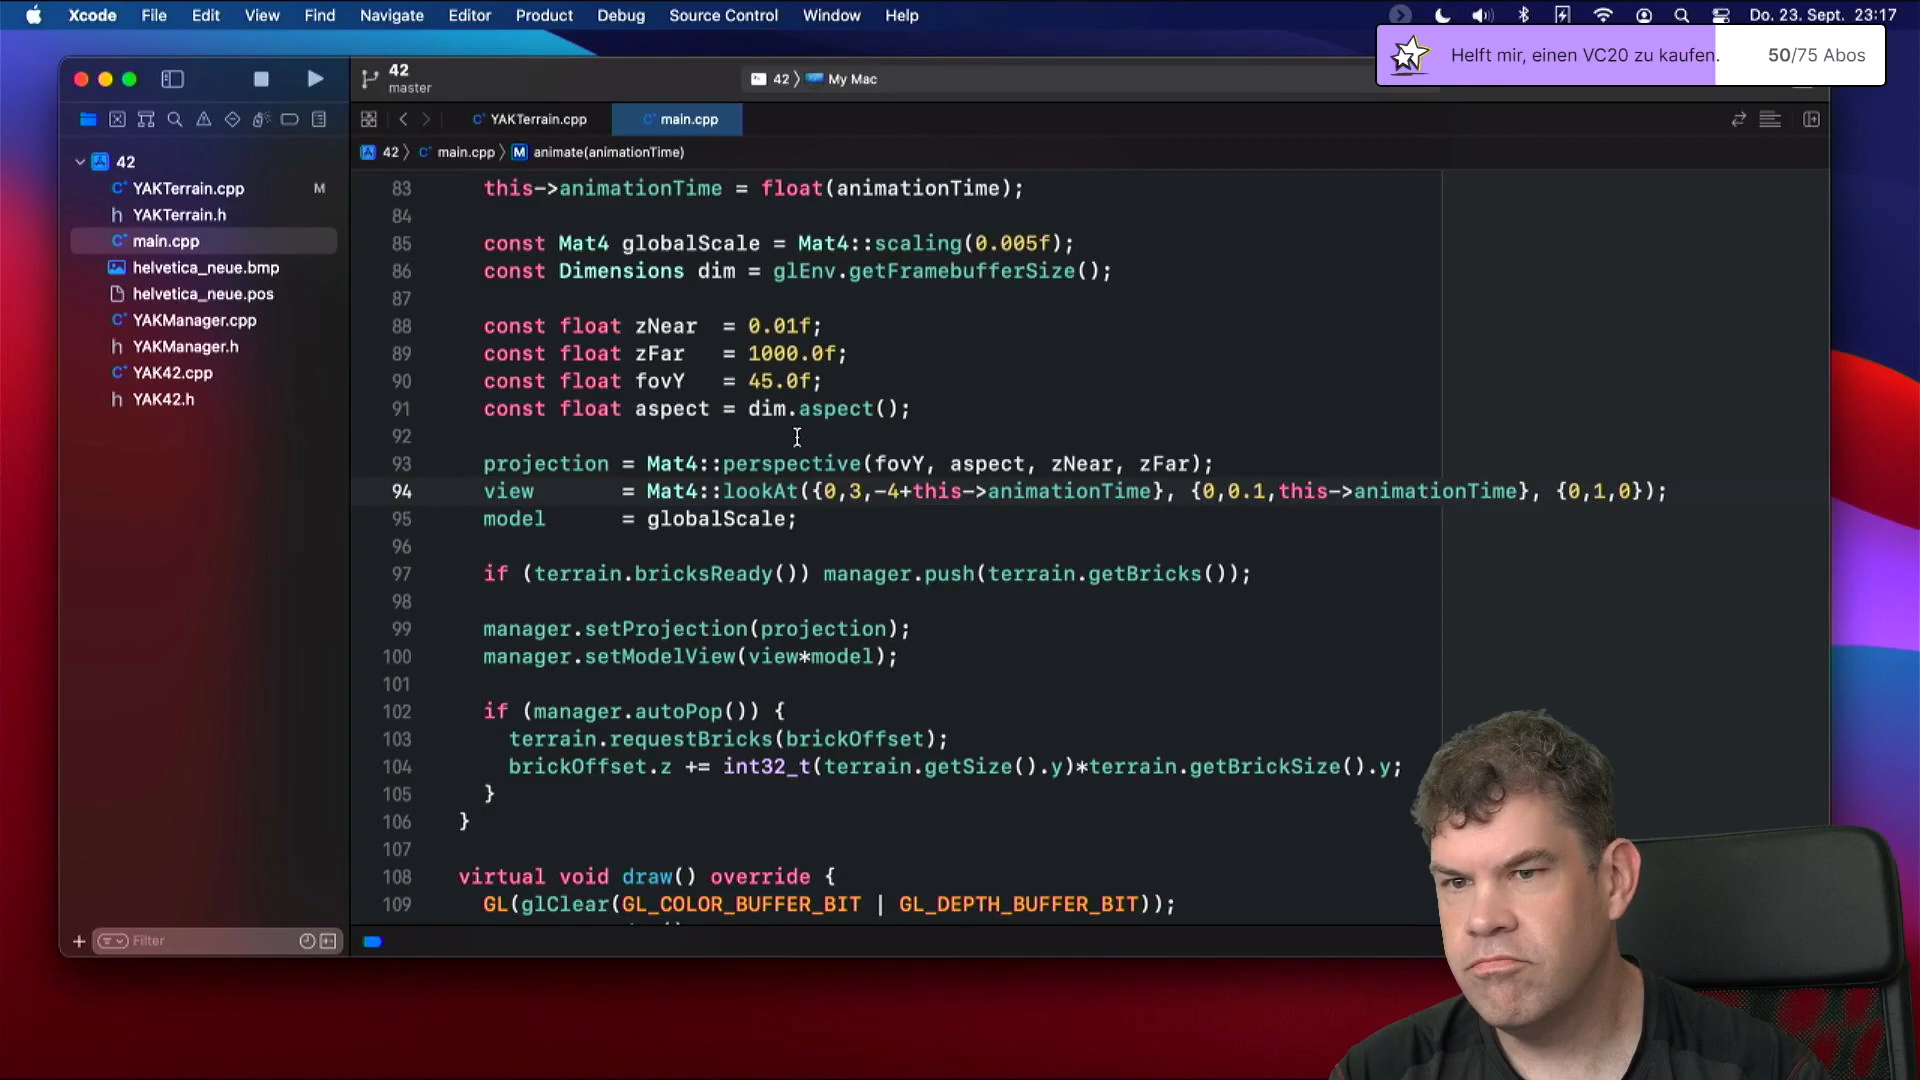 Xcode File Edit View Find Navigate Editor Product Debug Source Control Window Help
Do. 23. Sept. 23:17
Helft mir, einen VC20 zu kaufen.
50/75 Abos
42
master
42 〉 My Mac
YAKTerrain.cpp
main.cpp
42 〉 main.cpp 〉 M animate(animationTime)
42
YAKTerrain.cpp M
YAKTerrain.h
main.cpp
helvetica_neue.bmp
helvetica_neue.pos
YAKManager.cpp
YAKManager.h
YAK42.cpp
YAK42.h
Filter
83 this->animationTime = float(animationTime);
84
85 const Mat4 globalScale = Mat4::scaling(0.005f);
86 const Dimensions dim = glEnv.getFramebufferSize();
87
88 const float zNear = 0.01f;
89 const float zFar = 1000.0f;
90 const float fovY = 45.0f;
91 const float aspect = dim.aspect();
92
93 projection = Mat4::perspective(fovY, aspect, zNear, zFar);
94 view = Mat4::lookAt({0,3,-4+this->animationTime}, {0,0.1,this->animationTime}, {0,1,0});
95 model = globalScale;
96
97 if (terrain.bricksReady()) manager.push(terrain.getBricks());
98
99 manager.setProjection(projection);
100 manager.setModelView(view*model);
101
102 if (manager.autoPop()) {
103 terrain.requestBricks(brickOffset);
104 brickOffset.z += int32_t(terrain.getSize().y)*terrain.getBrickSize().y;
105 }
106 }
107
108 virtual void draw() override {
109 GL(glClear(GL_COLOR_BUFFER_BIT | GL_DEPTH_BUFFER_BIT));